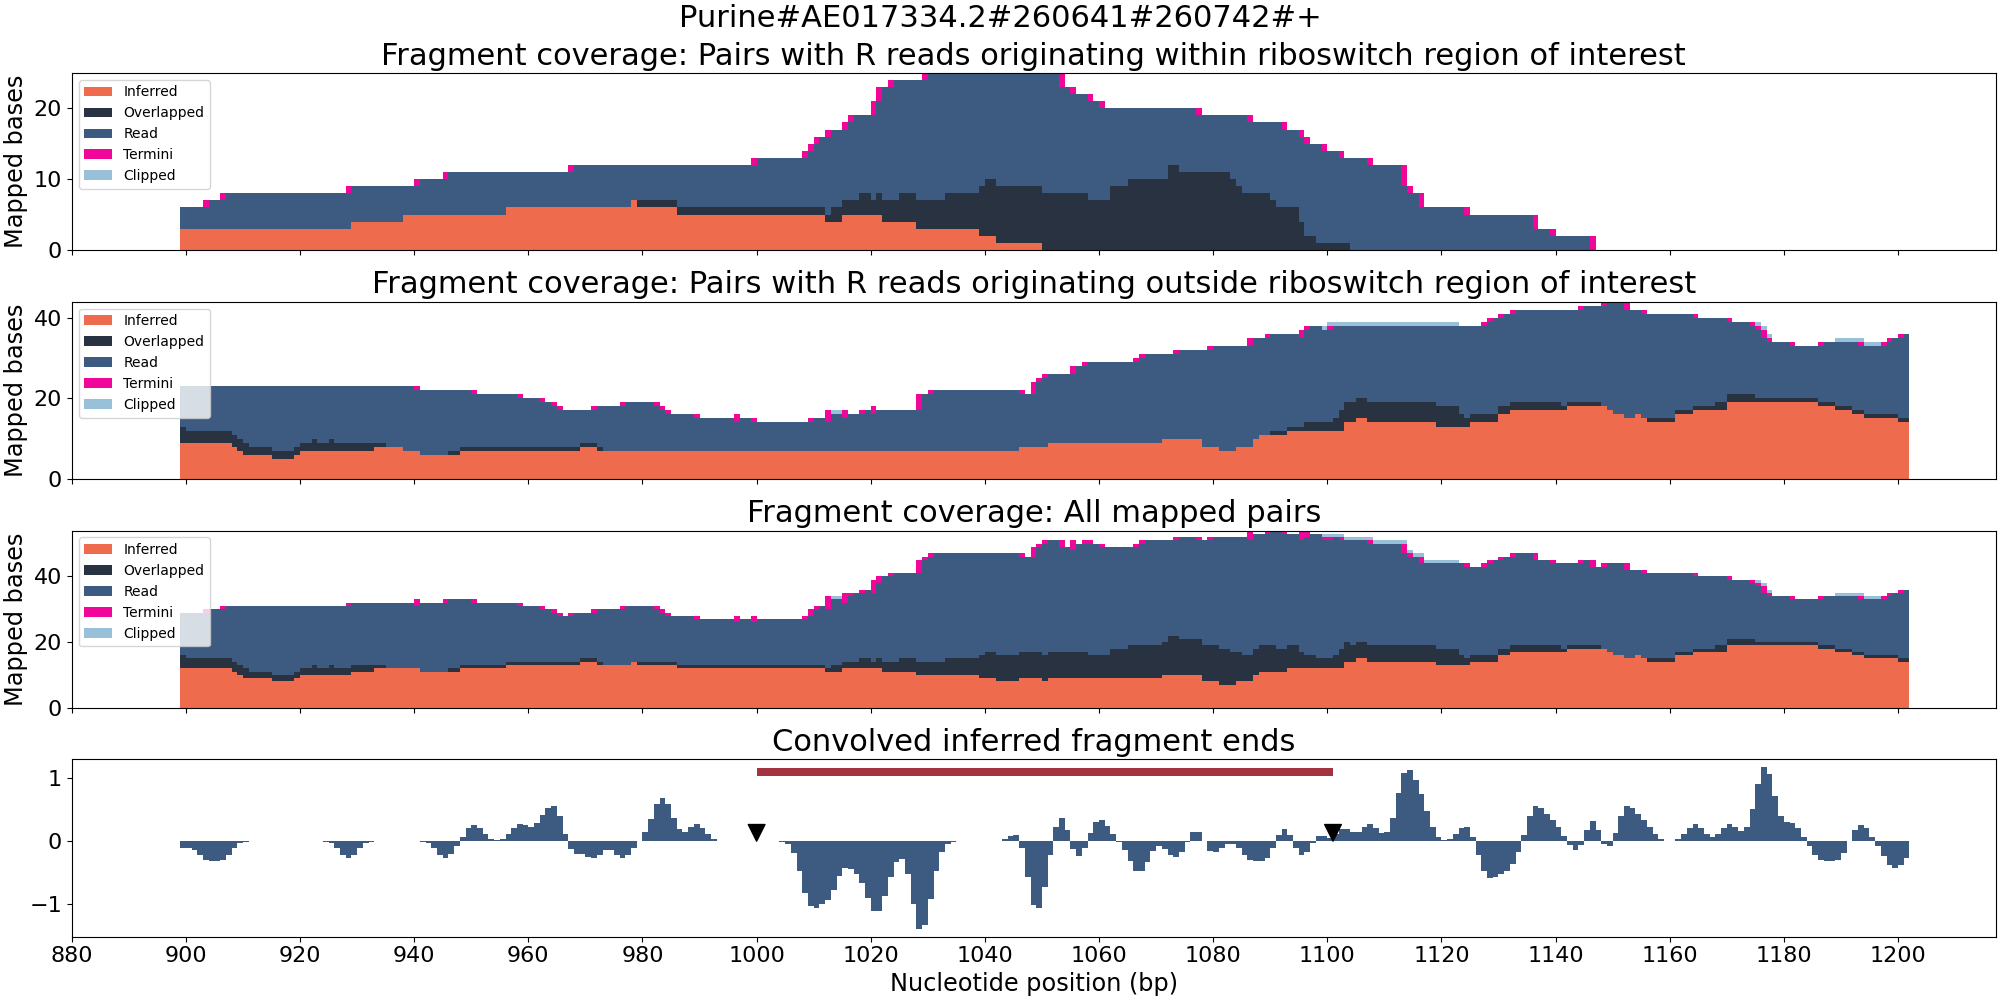 Purine#AE017334.2#260641#260742#+
Fragment coverage: Pairs with R reads originating within riboswitch region of interest
Mapped bases
20
10
0
Inferred
Overlapped
Read
Termini
Clipped
Fragment coverage: Pairs with R reads originating outside riboswitch region of interest
Mapped bases
40
20
0
Inferred
Overlapped
Read
Termini
Clipped
Fragment coverage: All mapped pairs
Mapped bases
40
20
0
Inferred
Overlapped
Read
Termini
Clipped
Convolved inferred fragment ends
1
0
−1
880 900 920 940 960 980 1000 1020 1040 1060 1080 1100 1120 1140 1160 1180 1200
Nucleotide position (bp)